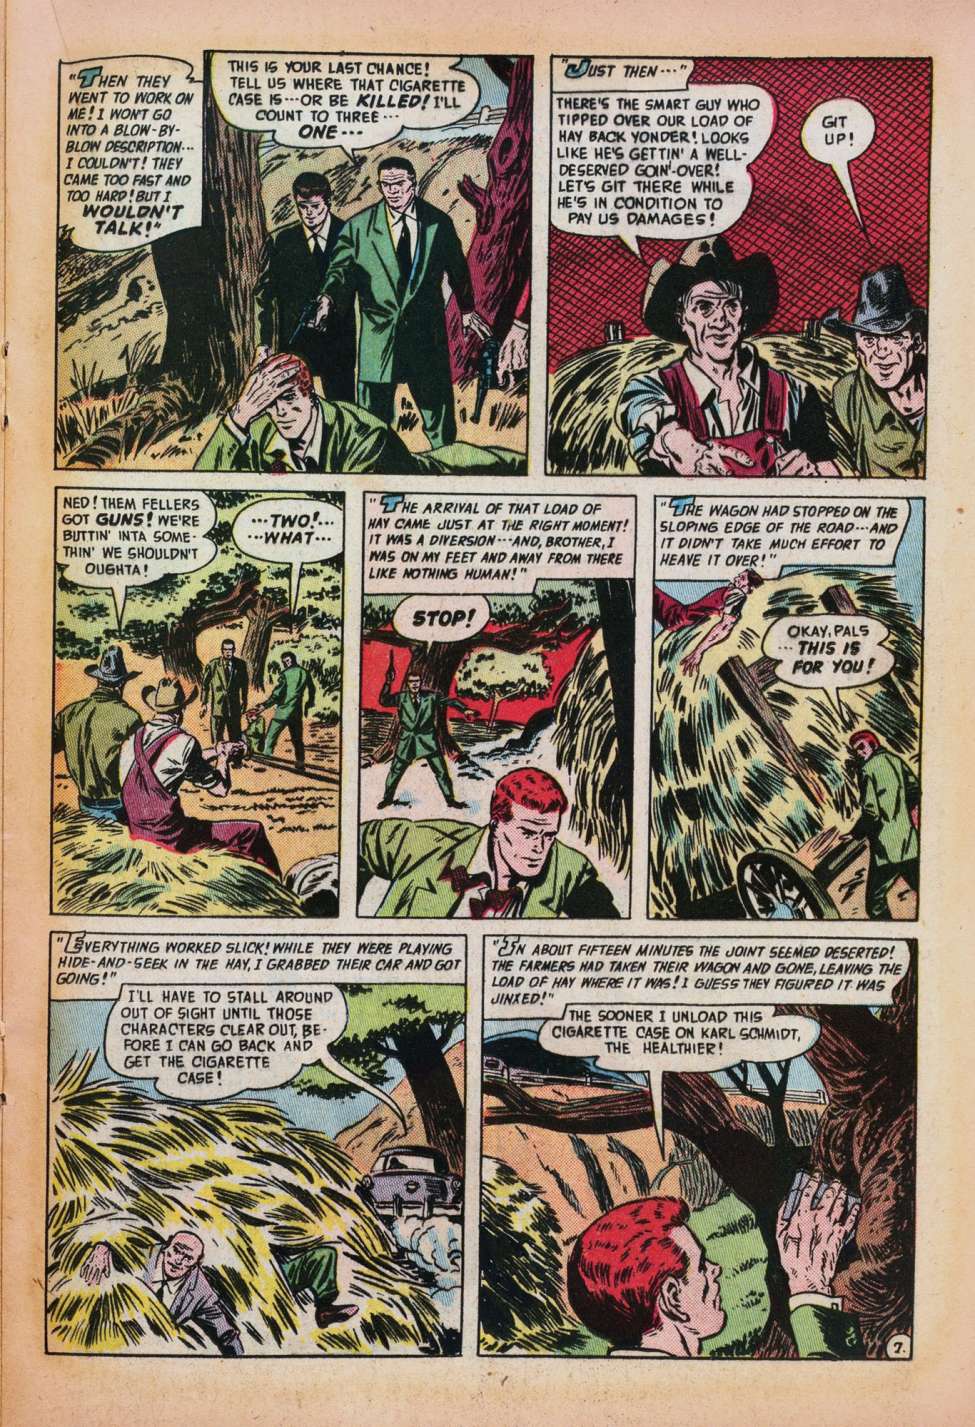 "THEN THEY
WENT TO WORK ON
ME! I WON'T GO
INTO A BLOW-BY-
BLOW DESCRIPTION---
I COULDN'T! THEY
CAME TOO FAST AND
TOO HARD! BUT I
WOULDN'T
TALK!"
THIS IS YOUR LAST CHANCE!
TELL US WHERE THAT CIGARETTE
CASE IS---OR BE KILLED! I'LL
COUNT TO THREE---
ONE---
"JUST THEN---"
THERE'S THE SMART GUY WHO
TIPPED OVER OUR LOAD OF
HAY BACK YONDER! LOOKS
LIKE HE'S GETTIN' A WELL-
DESERVED GOIN'-OVER!
LET'S GIT THERE WHILE
HE'S IN CONDITION TO
PAY US DAMAGES!
GIT
UP!
NED! THEM FELLERS
GOT GUNS! WE'RE
BUTTIN' INTA SOME-
THIN' WE SHOULDN'T
OUGHTA!
---TWO!---
---WHAT---
"THE ARRIVAL OF THAT LOAD OF
HAY CAME JUST AT THE RIGHT MOMENT!
IT WAS A DIVERSION---AND, BROTHER, I
WAS ON MY FEET AND AWAY FROM THERE
LIKE NOTHING HUMAN!"
STOP!
"THE WAGON HAD STOPPED ON THE
SLOPING EDGE OF THE ROAD---AND
IT DIDN'T TAKE MUCH EFFORT TO
HEAVE IT OVER!"
OKAY, PALS
---THIS IS
FOR YOU!
"EVERYTHING WORKED SLICK! WHILE THEY WERE PLAYING
HIDE-AND-SEEK IN THE HAY, I GRABBED THEIR CAR AND GOT
GOING!"
I'LL HAVE TO STALL AROUND
OUT OF SIGHT UNTIL THOSE
CHARACTERS CLEAR OUT, BE-
FORE I CAN GO BACK AND
GET THE CIGARETTE
CASE!
"IN ABOUT FIFTEEN MINUTES THE JOINT SEEMED DESERTED!
THE FARMERS HAD TAKEN THEIR WAGON AND GONE, LEAVING THE
LOAD OF HAY WHERE IT WAS! I GUESS THEY FIGURED IT WAS
JINXED!"
THE SOONER I UNLOAD THIS
CIGARETTE CASE ON KARL SCHMIDT,
THE HEALTHIER!
7.